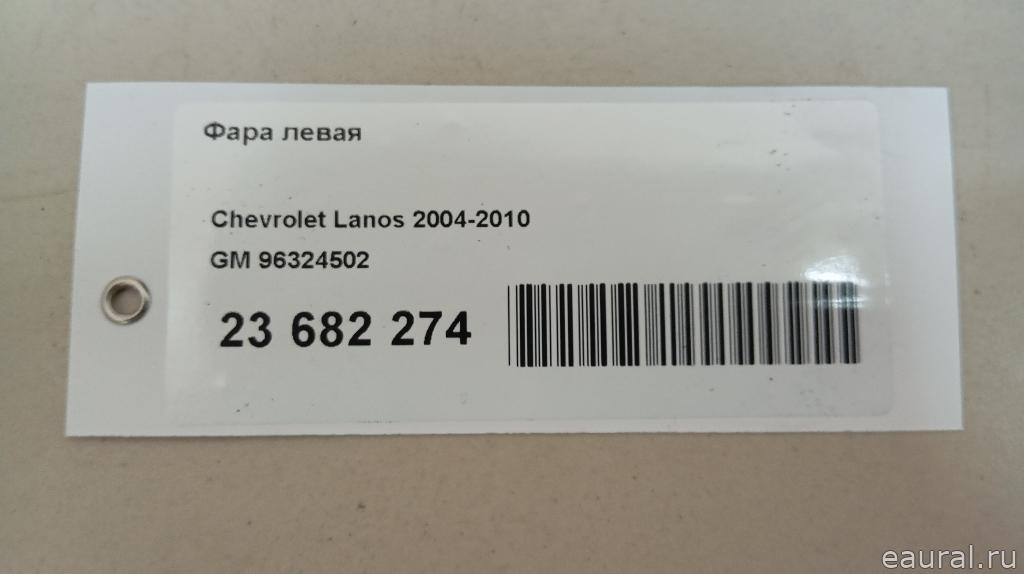 Фара левая
Chevrolet Lanos 2004-2010
GM 96324502
23 682 274
eaural.ru